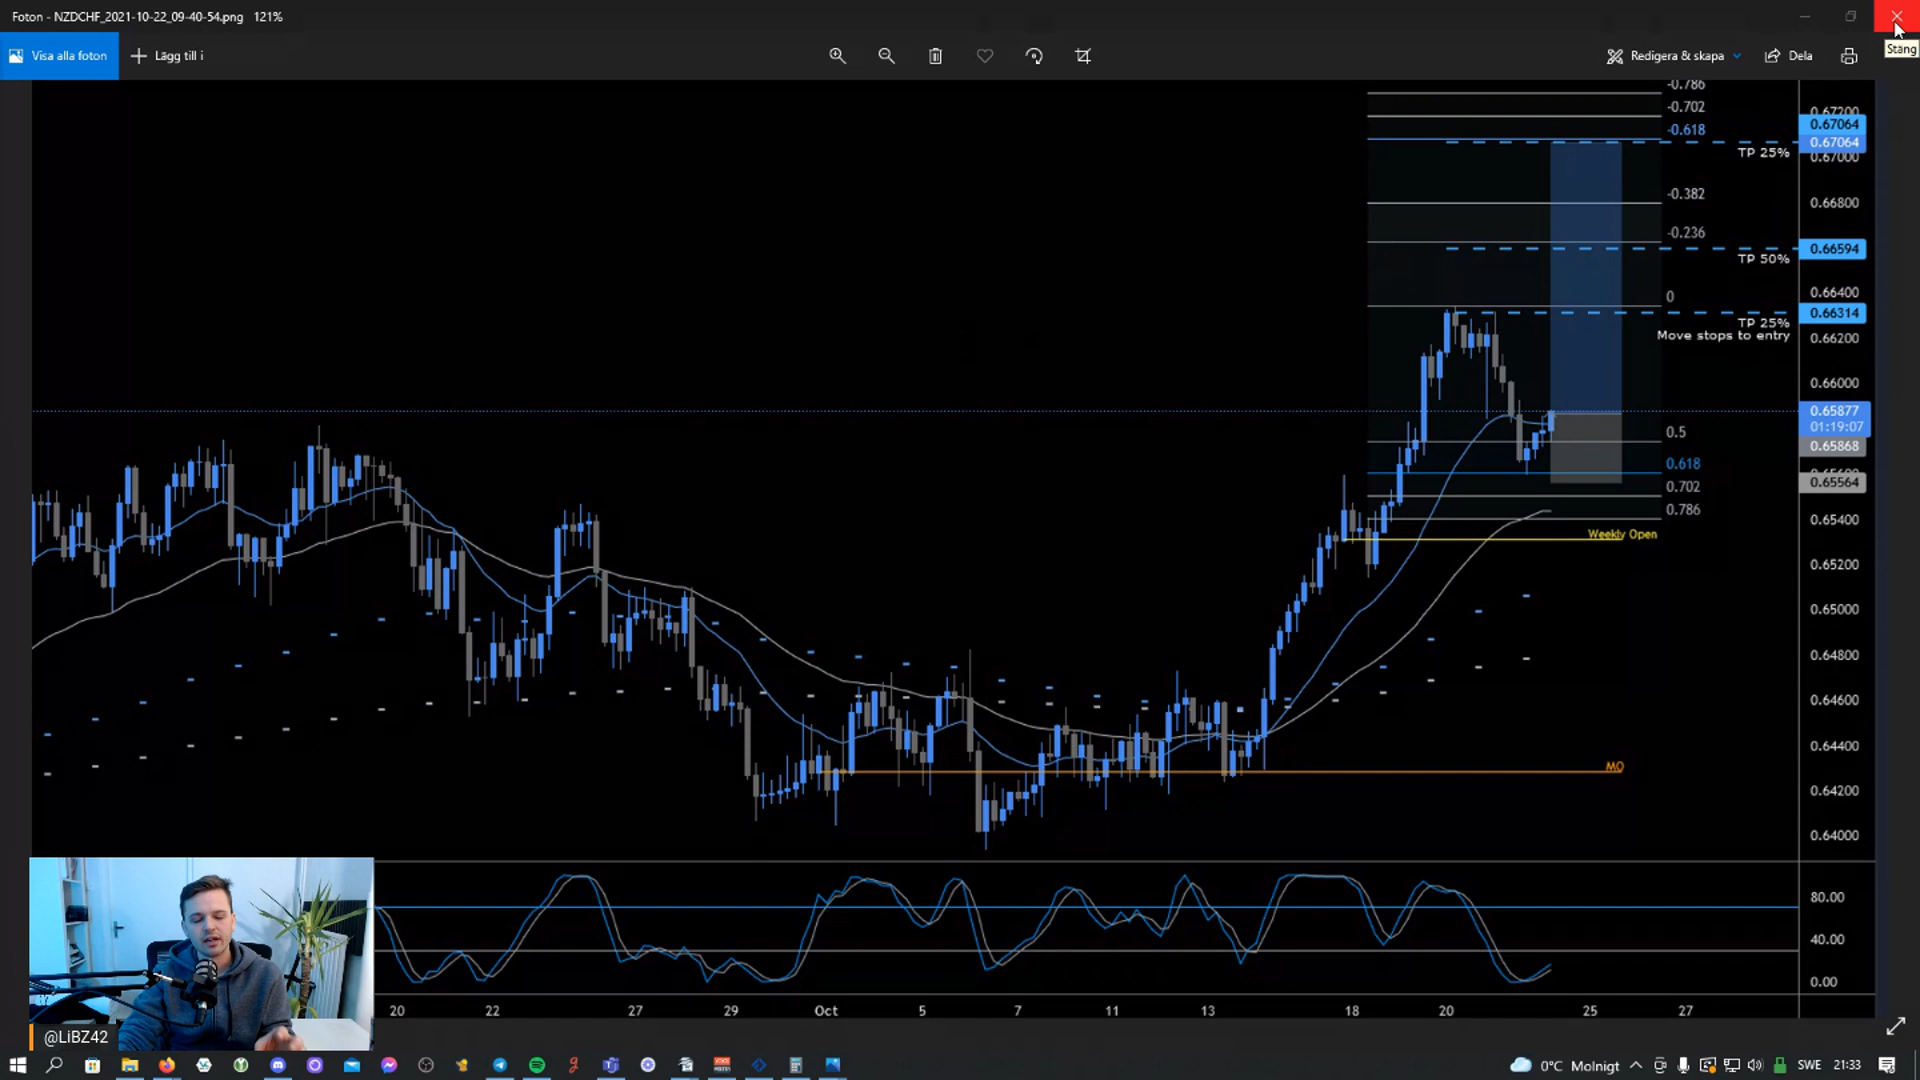 Foton - NZDCHF_2021-10-22_09-40-54.png 121%
Stäng
Visa alla foton
Lägg till i
Redigera & skapa
Dela
-0.786
-0.702
0.67200
-0.618
0.67064
0.67064
TP 25%
0.67000
-0.382
0.66800
-0.236
0.66594
TP 50%
0
0.66400
0.66314
TP 25%
Move stops to entry
0.66200
0.66000
0.65877
01:19:07
0.5
0.65868
0.618
0.65564
0.702
0.786
0.65400
Weekly Open
0.65200
0.65000
0.64800
0.64600
0.64400
MO
0.64200
0.64000
80.00
40.00
0.00
20 22 27 29 Oct 5 7 11 13 18 20 25 27
@LiBZ42
0°C Molnigt
SWE
21:33